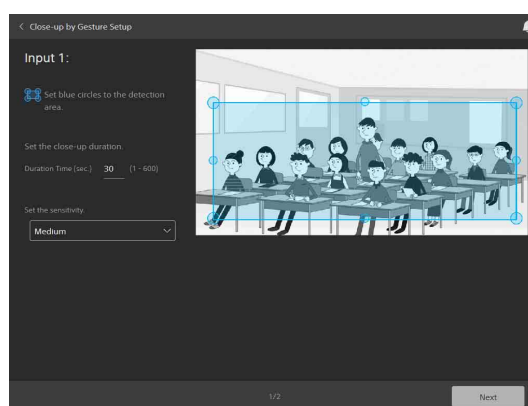 < Close-up by Gesture Setup
Input 1:
Set blue circles to the detection
area.
Set the close-up duration.
Duration Time (sec.) 30 (1 - 600)
Set the sensitivity
Medium
1/2
Next